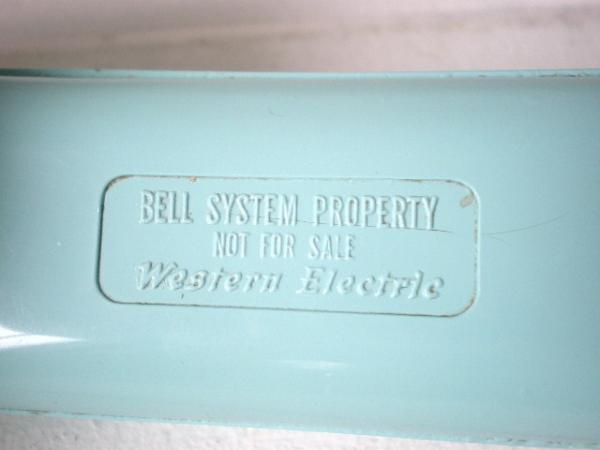 BELL SYSTEM PROPERTY
NOT FOR SALE
Western Electric